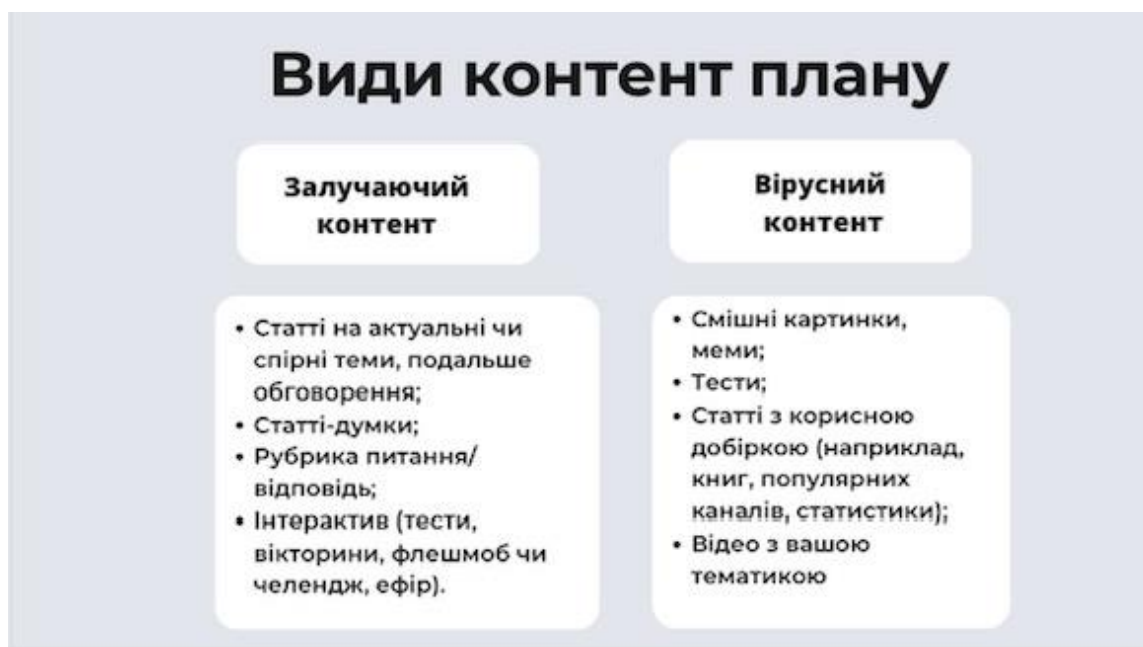 Види контент плану
Залучаючий
контент
• Статті на актуальні чи
спірні теми, подальше
обговорення;
• Статті-думки;
• Рубрика питання/
відповідь;
• Інтерактив (тести,
вікторини, флешмоб чи
челендж, ефір).
Вірусний
контент
• Смішні картинки,
меми;
• Тести;
• Статті з корисною
добіркою (наприклад,
книг, популярних
каналів, статистики);
• Відео з вашою
тематикою